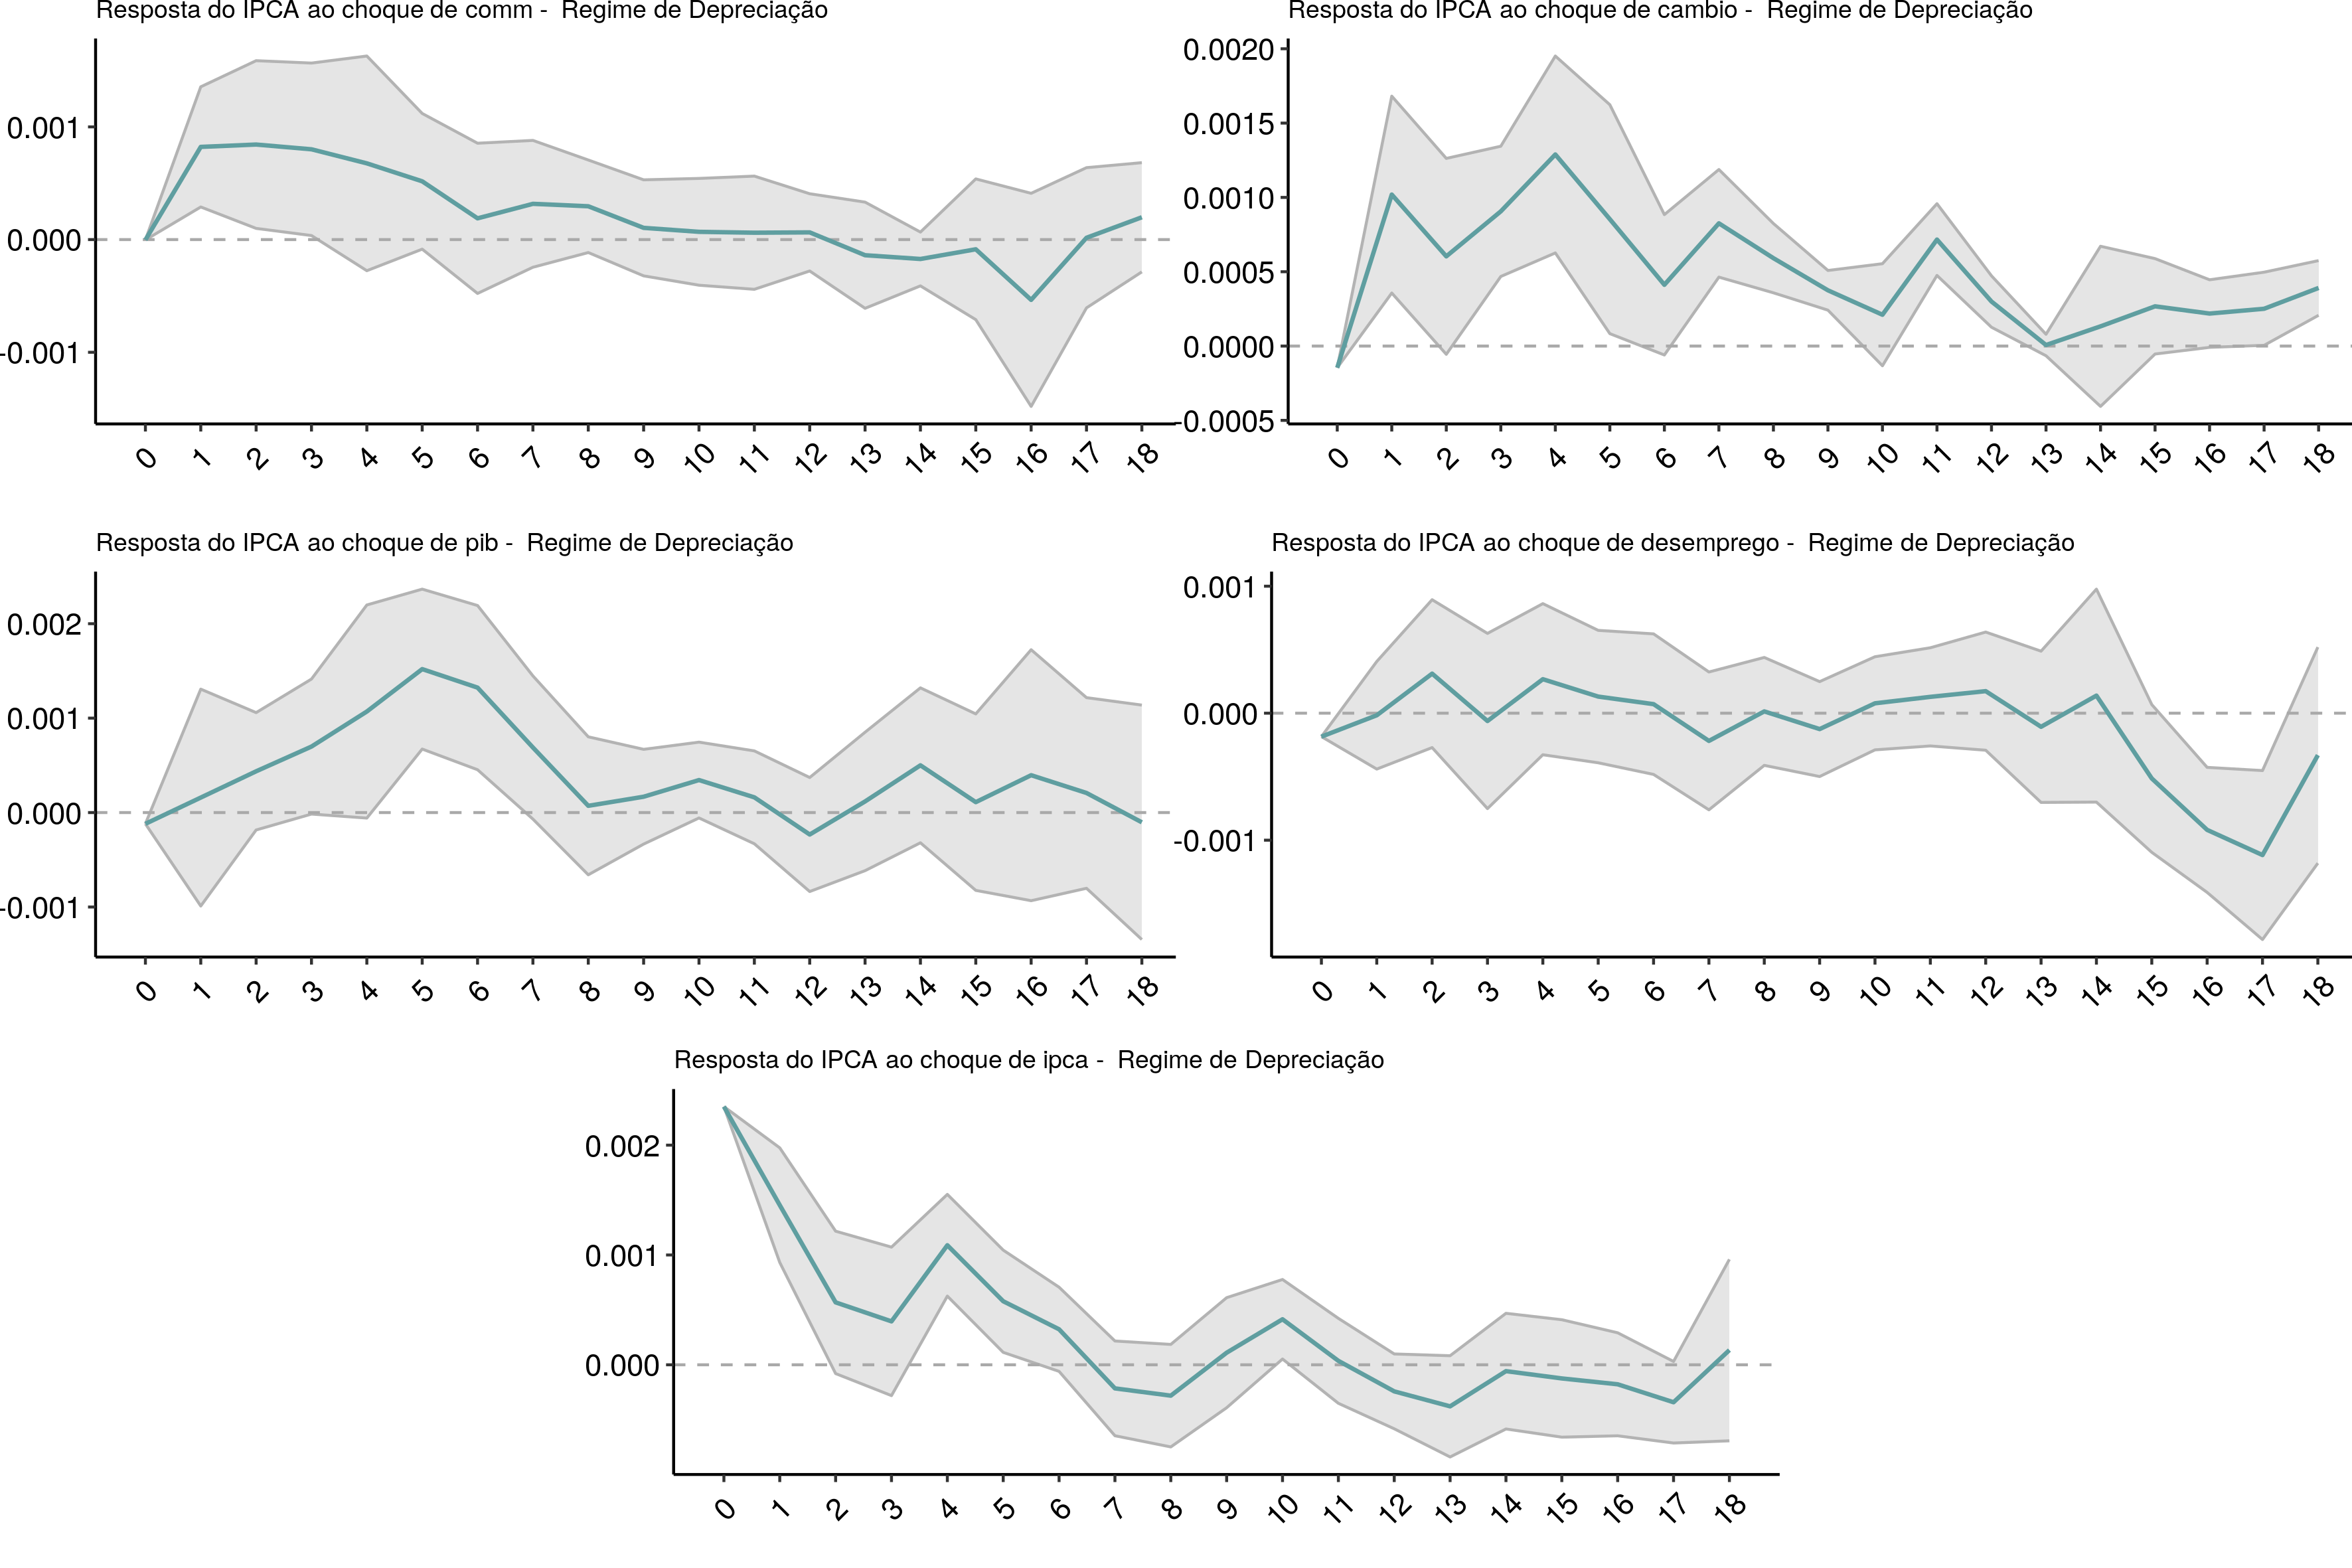 Resposta do IPCA ao choque de comm - Regime de Depreciação
0.001
0.000
-0.001
0 1 2 3 4 5 6 7 8 9 10 11 12 13 14 15 16 17 18
Resposta do IPCA ao choque de cambio - Regime de Depreciação
0.0020
0.0015
0.0010
0.0005
0.0000
-0.0005
0 1 2 3 4 5 6 7 8 9 10 11 12 13 14 15 16 17 18
Resposta do IPCA ao choque de pib - Regime de Depreciação
0.002
0.001
0.000
-0.001
0 1 2 3 4 5 6 7 8 9 10 11 12 13 14 15 16 17 18
Resposta do IPCA ao choque de desemprego - Regime de Depreciação
0.001
0.000
-0.001
0 1 2 3 4 5 6 7 8 9 10 11 12 13 14 15 16 17 18
Resposta do IPCA ao choque de ipca - Regime de Depreciação
0.002
0.001
0.000
0 1 2 3 4 5 6 7 8 9 10 11 12 13 14 15 16 17 18